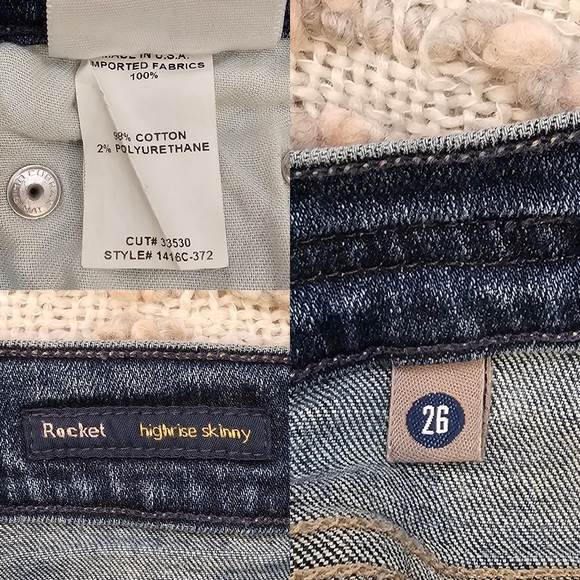 MADE IN U.S.A.
IMPORTED FABRICS
100%
98% COTTON
2% POLYURETHANE
CUT# 33530
STYLE# 1416C-372
Rocket highrise skinny
26